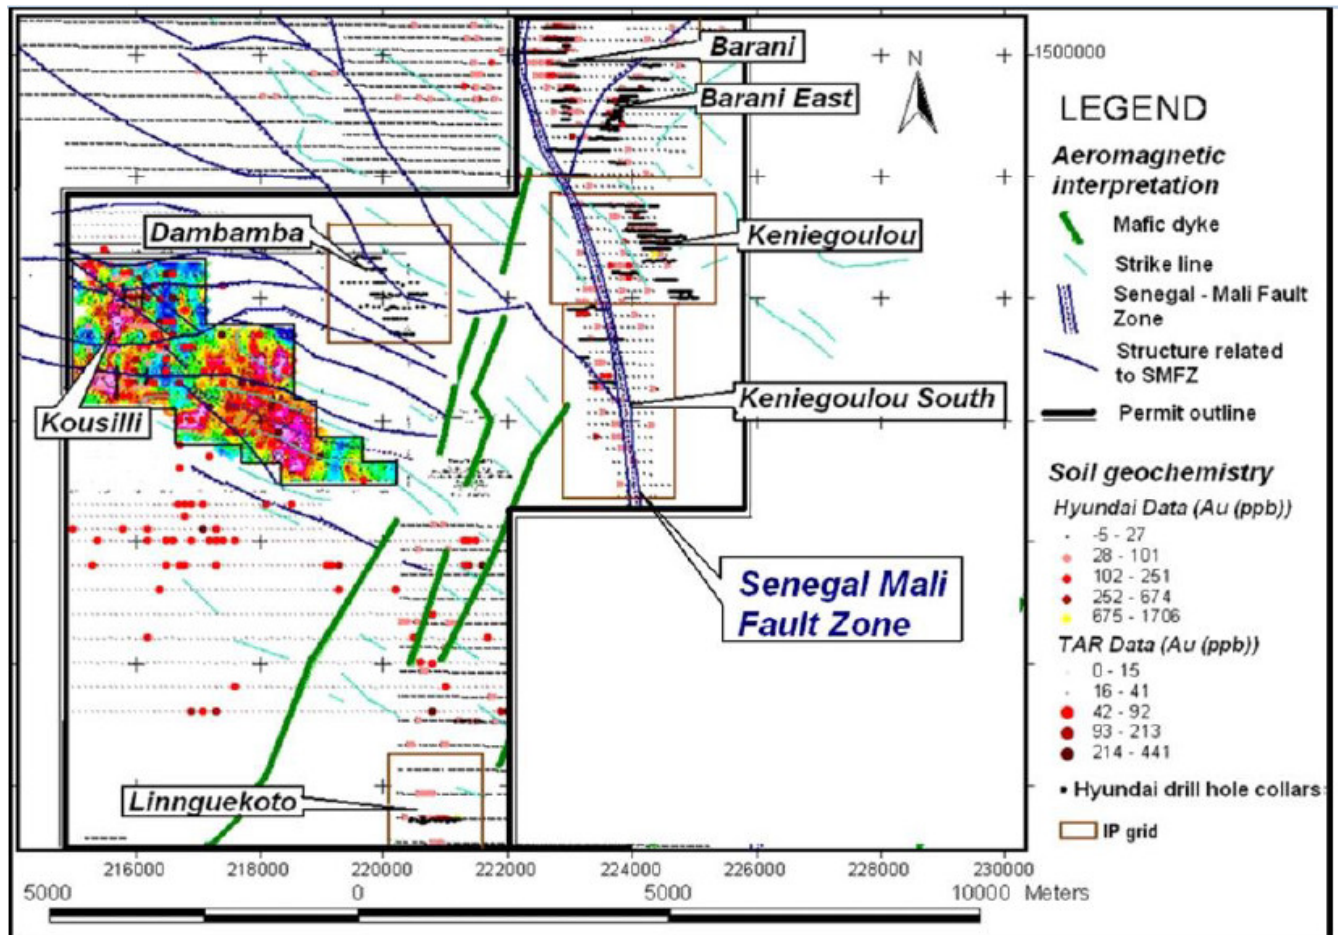 Barani
Barani East
Dambamba
Keniegoulou
Kousilli
Keniegoulou South
Senegal Mali
Fault Zone
Linnguekoto
N
1500000
LEGEND
Aeromagnetic
interpretation
Mafic dyke
Strike line
Senegal - Mali Fault
Zone
Structure related
to SMFZ
Permit outline
Soil geochemistry
Hyundai Data (Au (ppb))
-5 - 27
28 - 101
102 - 251
252 - 674
675 - 1706
TAR Data (Au (ppb))
0 - 15
16 - 41
42 - 92
93 - 213
214 - 441
Hyundai drill hole collars
IP grid
216000 218000 220000 222000 224000 226000 228000 230000
5000 0 5000 10000 Meters